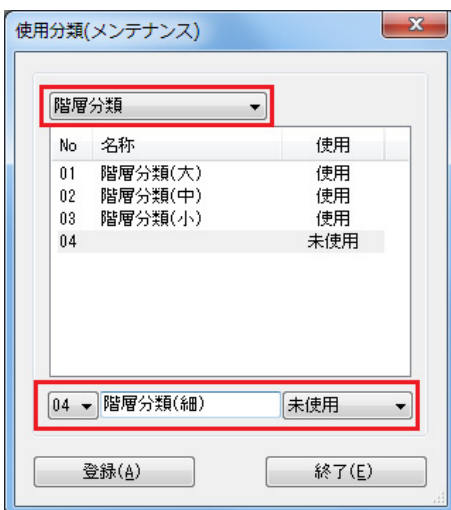 使用分類(メンテナンス)
階層分類
No 名称 使用
01 階層分類(大) 使用
02 階層分類(中) 使用
03 階層分類(小) 使用
04 未使用
04 階層分類(細) 未使用
登録(A) 終了(E)